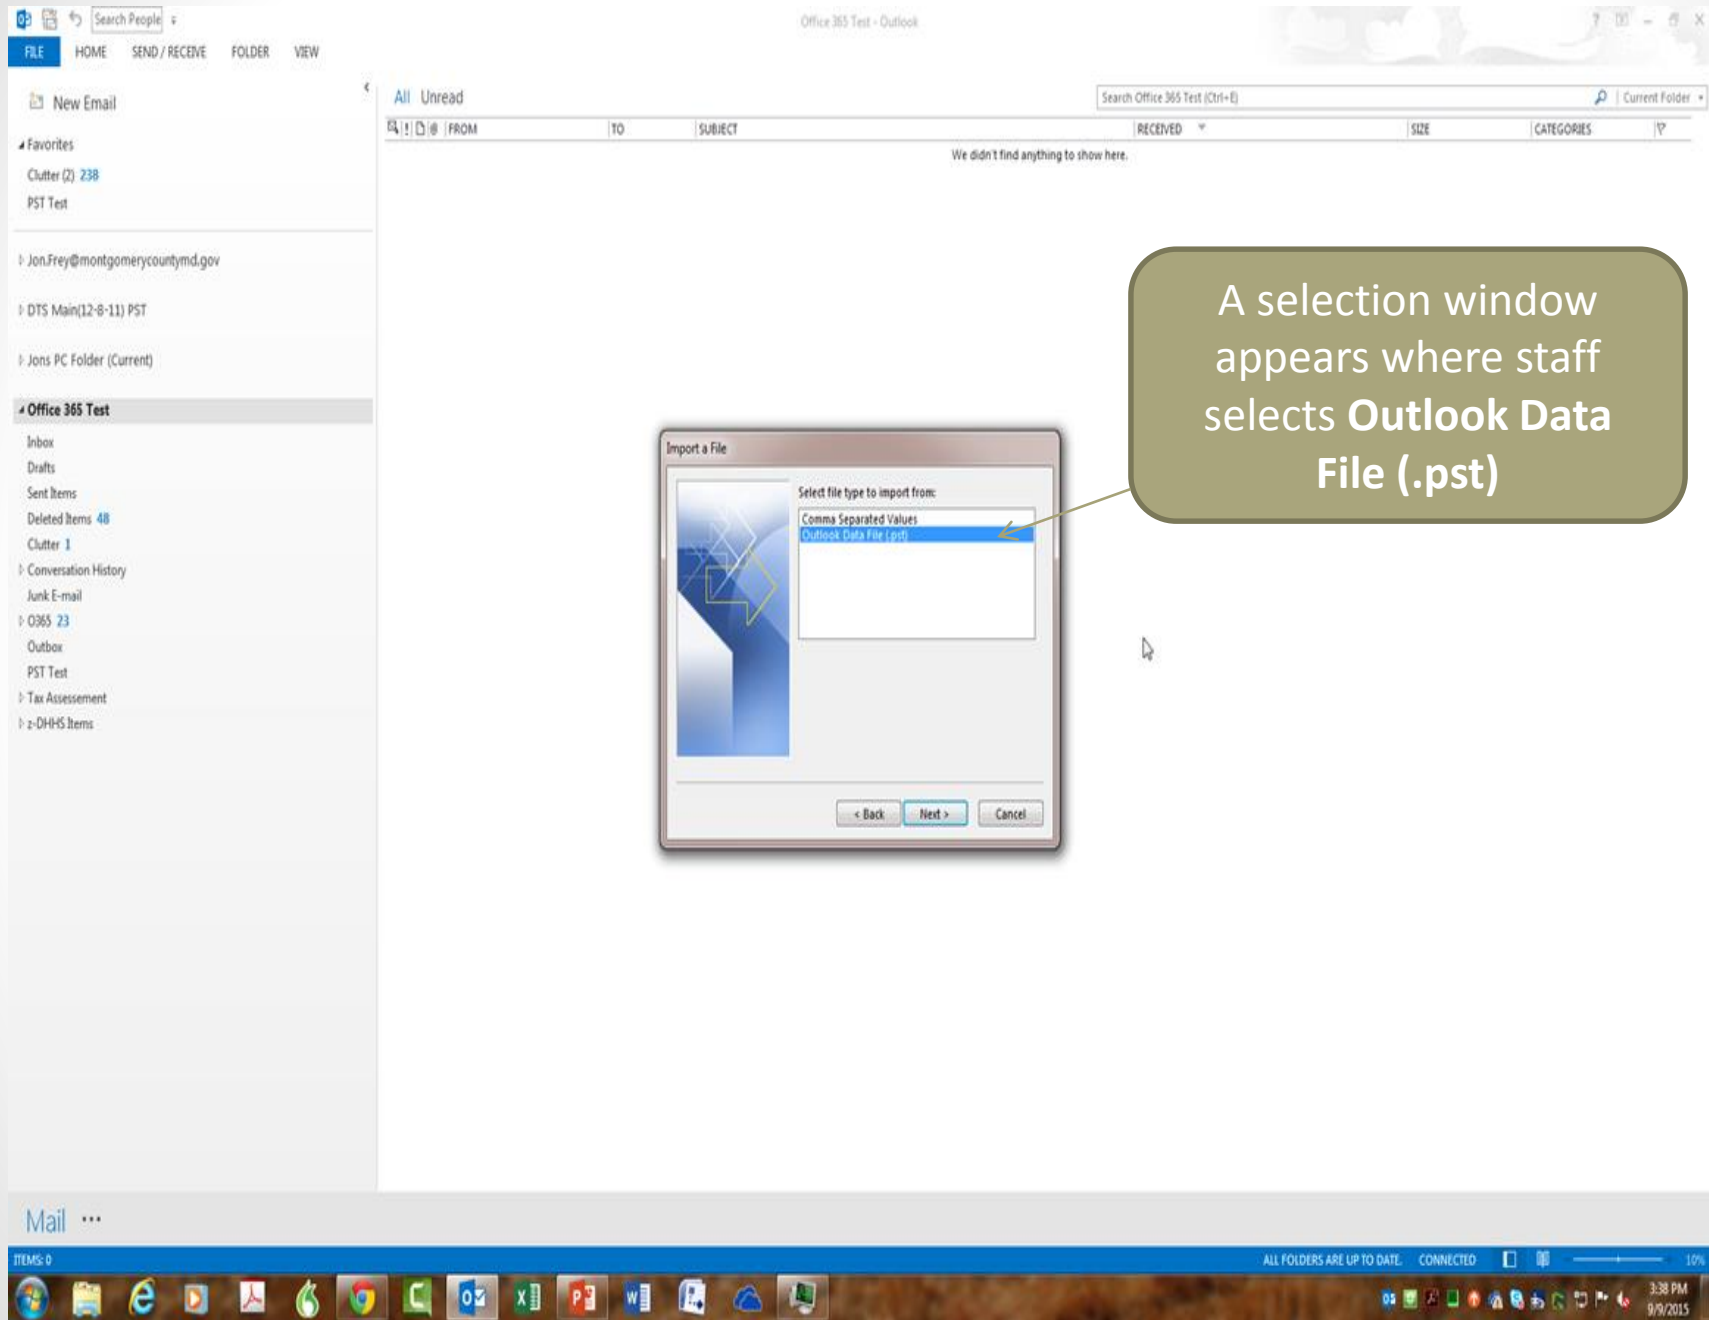 Search People
Office 365 Test - Outlook
FILE HOME SEND / RECEIVE FOLDER VIEW
New Email
All Unread
Search Office 365 Test (Ctrl+E)
Current Folder
FROM TO SUBJECT RECEIVED SIZE CATEGORIES
We didn't find anything to show here.
Favorites
Clutter (2) 238
PST Test
Jon.Frey@montgomerycountymd.gov
DTS Main(12-8-11) PST
Jons PC Folder (Current)
Office 365 Test
Inbox
Drafts
Sent Items
Deleted Items 48
Clutter 1
Conversation History
Junk E-mail
O365 23
Outbox
PST Test
Tax Assessement
z-DHHS Items
A selection window
appears where staff
selects Outlook Data
File (.pst)
Import a File
Select file type to import from:
Comma Separated Values
Outlook Data File (.pst)
< Back Next > Cancel
Mail ...
ITEMS: 0
ALL FOLDERS ARE UP TO DATE. CONNECTED 10%
3:38 PM
9/9/2015